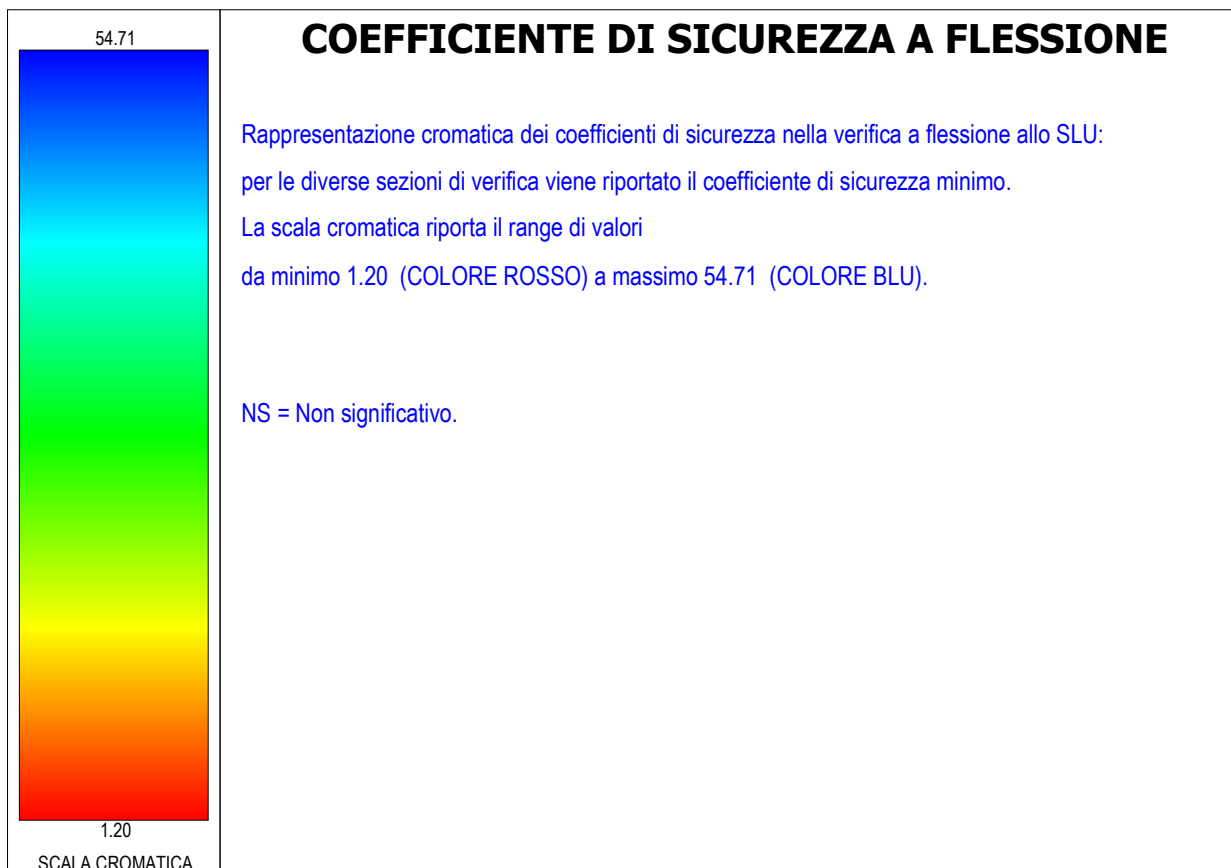 54.71
COEFFICIENTE DI SICUREZZA A FLESSIONE
Rappresentazione cromatica dei coefficienti di sicurezza nella verifica a flessione allo SLU:
per le diverse sezioni di verifica viene riportato il coefficiente di sicurezza minimo.
La scala cromatica riporta il range di valori
da minimo 1.20 (COLORE ROSSO) a massimo 54.71 (COLORE BLU).
NS = Non significativo.
1.20
SCALA CROMATICA